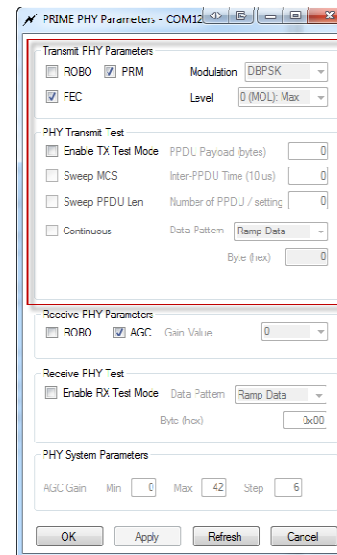 PRIME PHY Parameters - COM12
Transmit PHY Parameters
ROBO PRM Modulation DBPSK
FEC Level 0 (MOL): Max
PHY Transmit Test
Enable TX Test Mode PPDU Payoad (bytes) 0
Sweep MCS Inter-PPDU Time (10us) 0
Sweep PPDU Len Number of PPDU / setting 0
Continuous Data Pattern Ramp Data
Byte (hex) 0
Receive PHY Parameters
ROBO AGC Gain Value 0
Receive PHY Test
Enable RX Test Mode Data Pattern Ramp Data
Byte (hex) 0x00
PHY System Parameters
AGC Gain Min 0 Max 42 Step 6
OK Apply Refresh Cancel